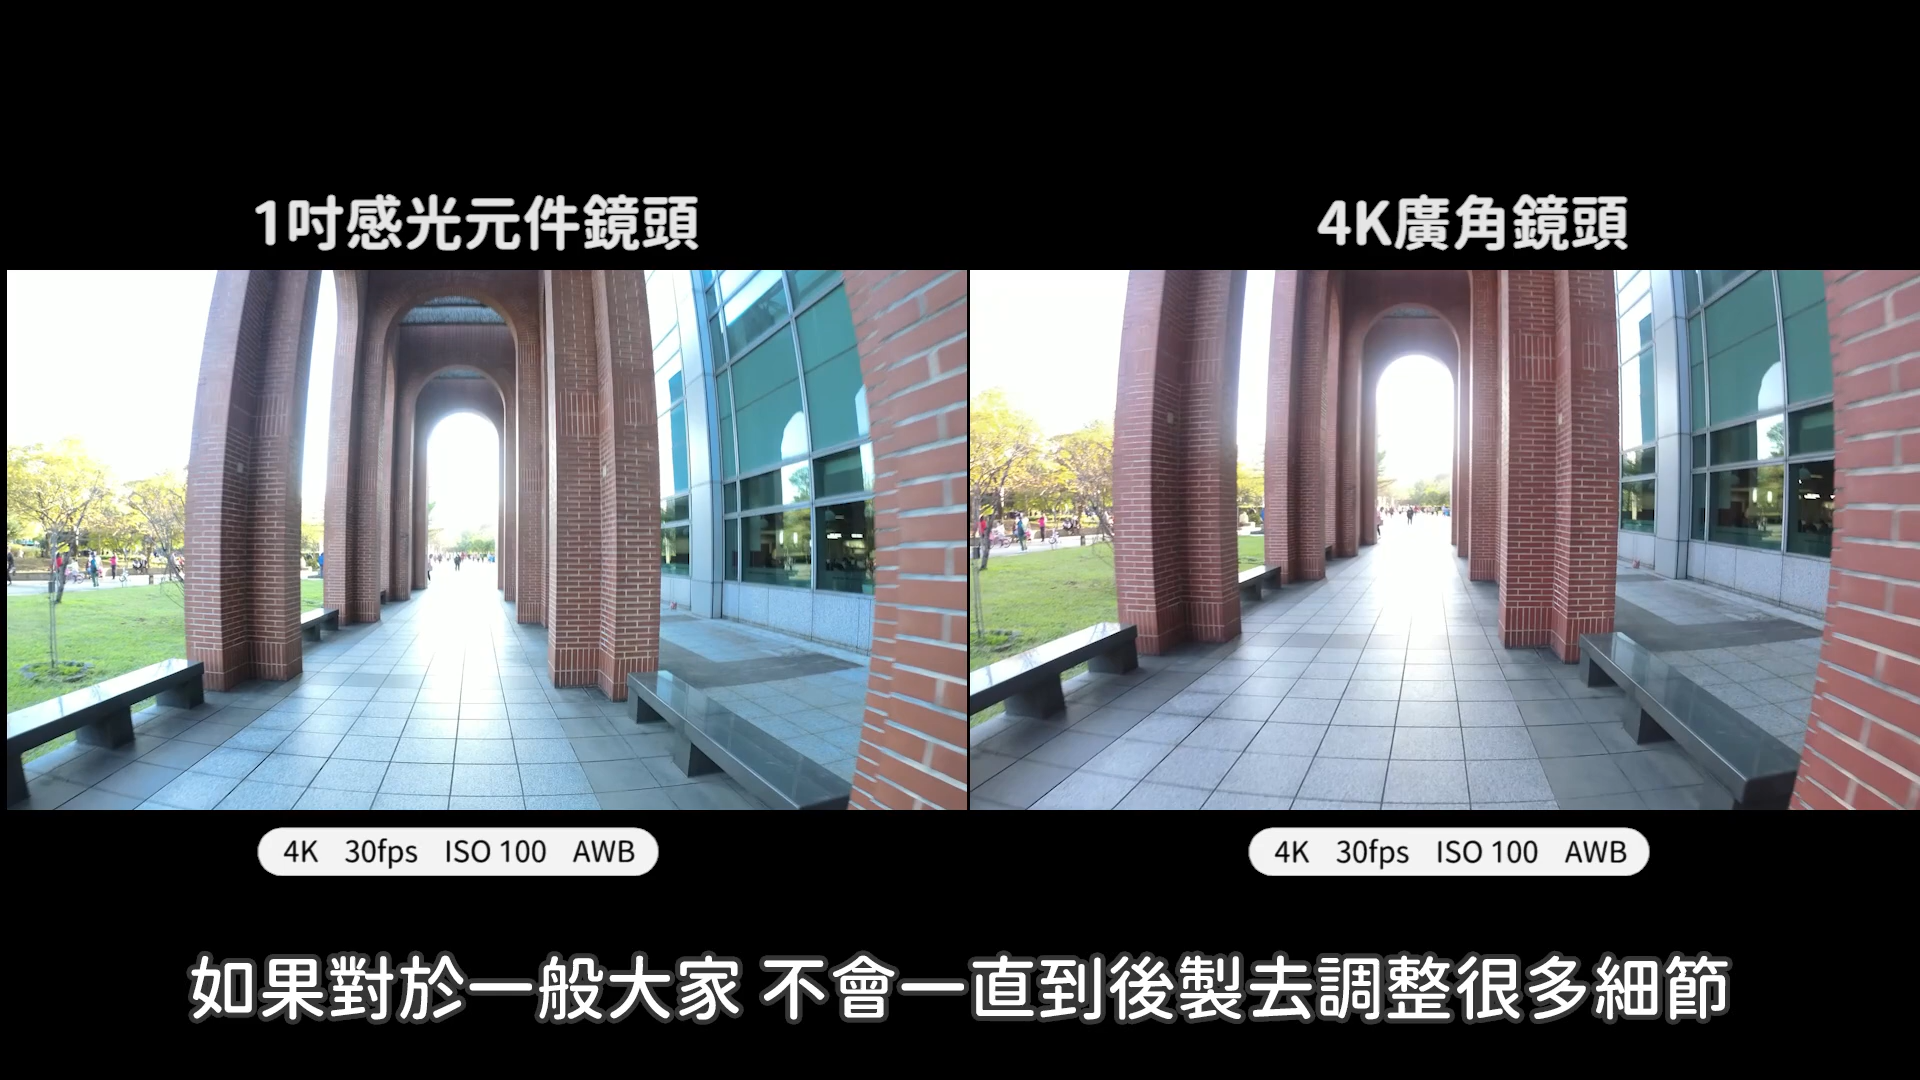 1吋感光元件鏡頭
4K廣角鏡頭
4K 30fps ISO 100 AWB
4K 30fps ISO 100 AWB
如果對於一般大家 不會一直到後製去調整很多細節